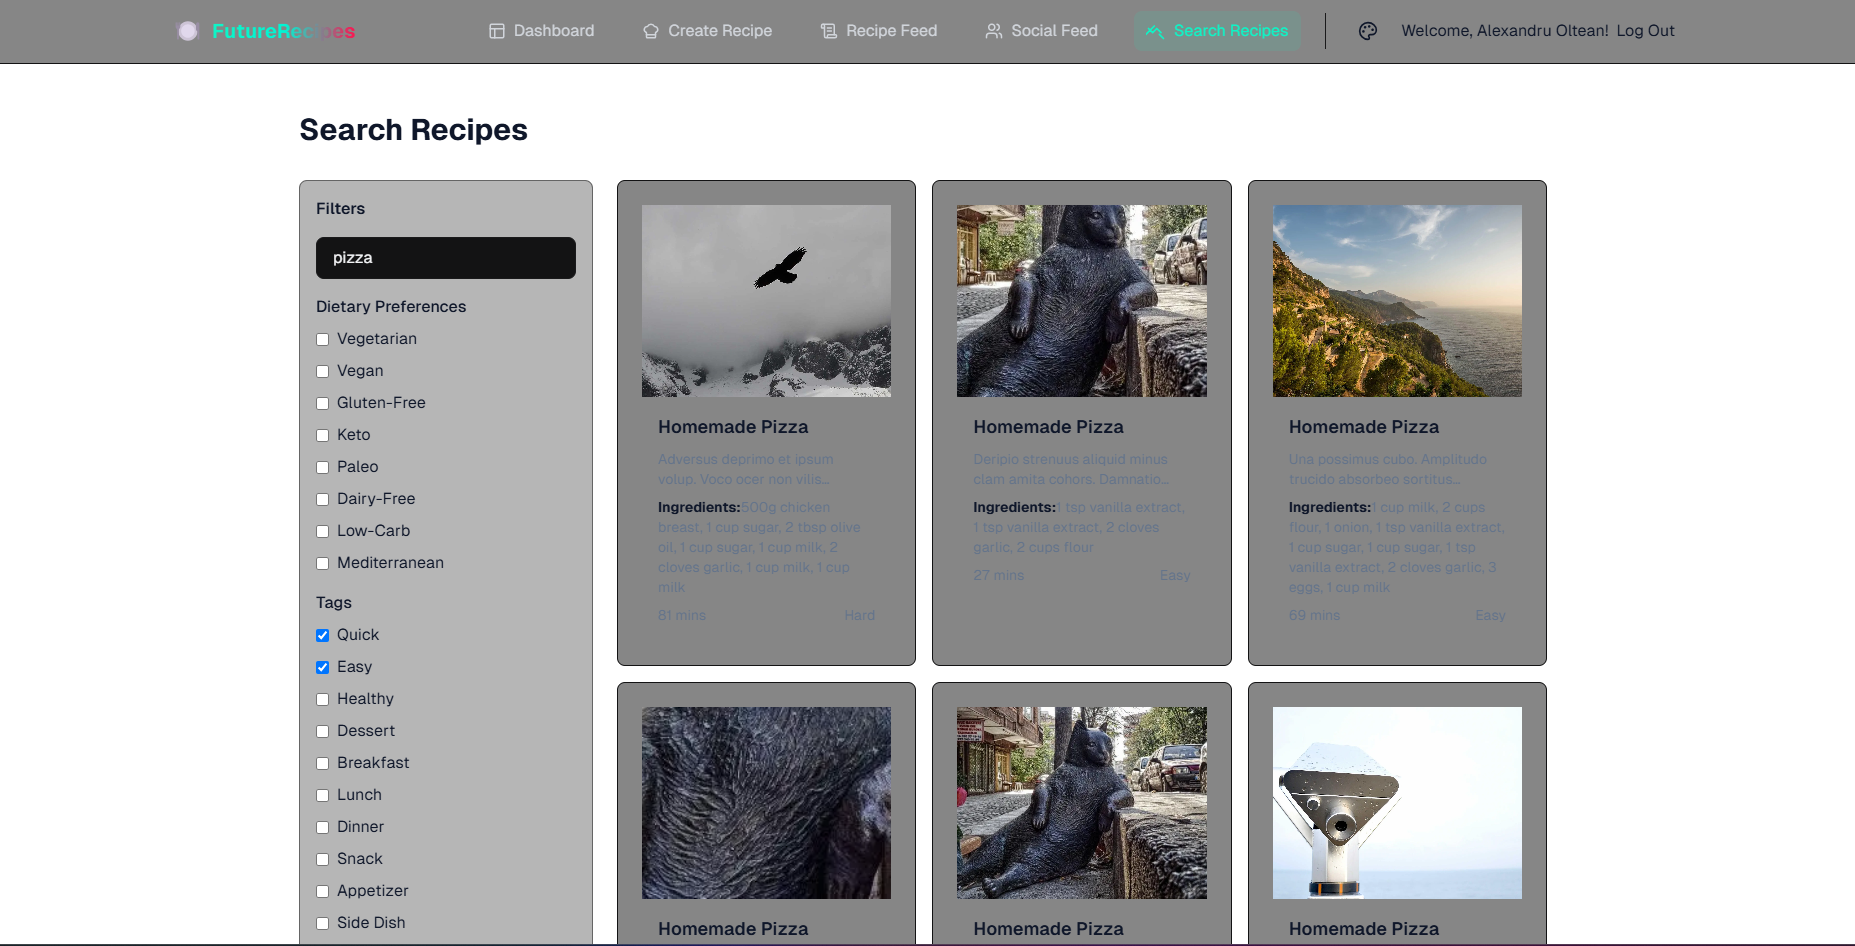 FutureRecipes
Dashboard
Create Recipe
Recipe Feed
Social Feed
Search Recipes
Welcome, Alexandru Oltean!
Log Out
Search Recipes
Filters
pizza
Dietary Preferences
Vegetarian
Vegan
Gluten-Free
Keto
Paleo
Dairy-Free
Low-Carb
Mediterranean
Tags
Quick
Easy
Healthy
Dessert
Breakfast
Lunch
Dinner
Snack
Appetizer
Side Dish
Homemade Pizza
Adversus deprimo et ipsum
volup. Voco ocer non vilis...
Ingredients:500g chicken
breast, 1 cup sugar, 2 tbsp olive
oil, 1 cup sugar, 1 cup milk, 2
cloves garlic, 1 cup milk, 1 cup
milk
81 mins
Hard
Homemade Pizza
Deripio strenuus aliquid minus
clam amita cohors. Damnatio...
Ingredients:1 tsp vanilla extract,
1 tsp vanilla extract, 2 cloves
garlic, 2 cups flour
27 mins
Easy
Homemade Pizza
Una possimus cubo. Amplitudo
trucido absorbeo sortitus...
Ingredients:1 cup milk, 2 cups
flour, 1 onion, 1 tsp vanilla extract,
1 cup sugar, 1 cup sugar, 1 tsp
vanilla extract, 2 cloves garlic, 3
eggs, 1 cup milk
69 mins
Easy
Homemade Pizza
Homemade Pizza
Homemade Pizza